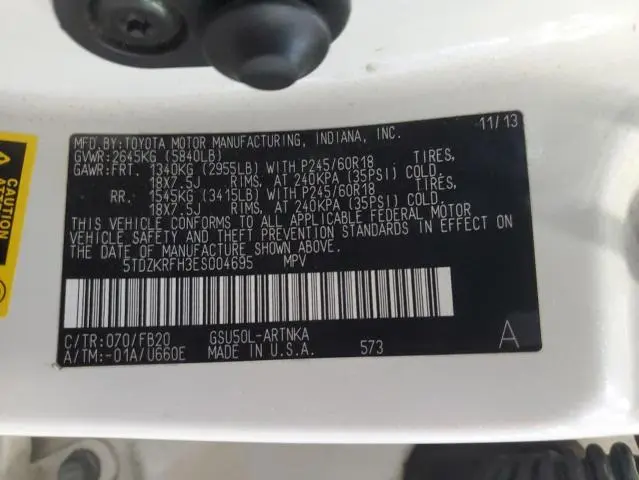 MFD.BY:TOYOTA MOTOR MANUFACTURING, INDIANA, INC. 11/13
GVWR:2645KG (5840LB)
GAWR:FRT. 1340KG (2955LB) WITH P245/60R18 TIRES,
18X7.5J RIMS, AT 240KPA (35PSI) COLD.
RR. 1545KG (3415LB) WITH P245/60R18 TIRES,
18X7.5J RIMS, AT 240KPA (35PSI) COLD.
THIS VEHICLE CONFORMS TO ALL APPLICABLE FEDERAL MOTOR
VEHICLE SAFETY AND THEFT PREVENTION STANDARDS IN EFFECT ON
THE DATE OF MANUFACTURE SHOWN ABOVE.
5TDZKRFH3ES004695 MPV
C/TR:070/FB20 GSU50L-ARTNKA
A/TM:-01A/U660E MADE IN U.S.A. 573 A
CAUTION